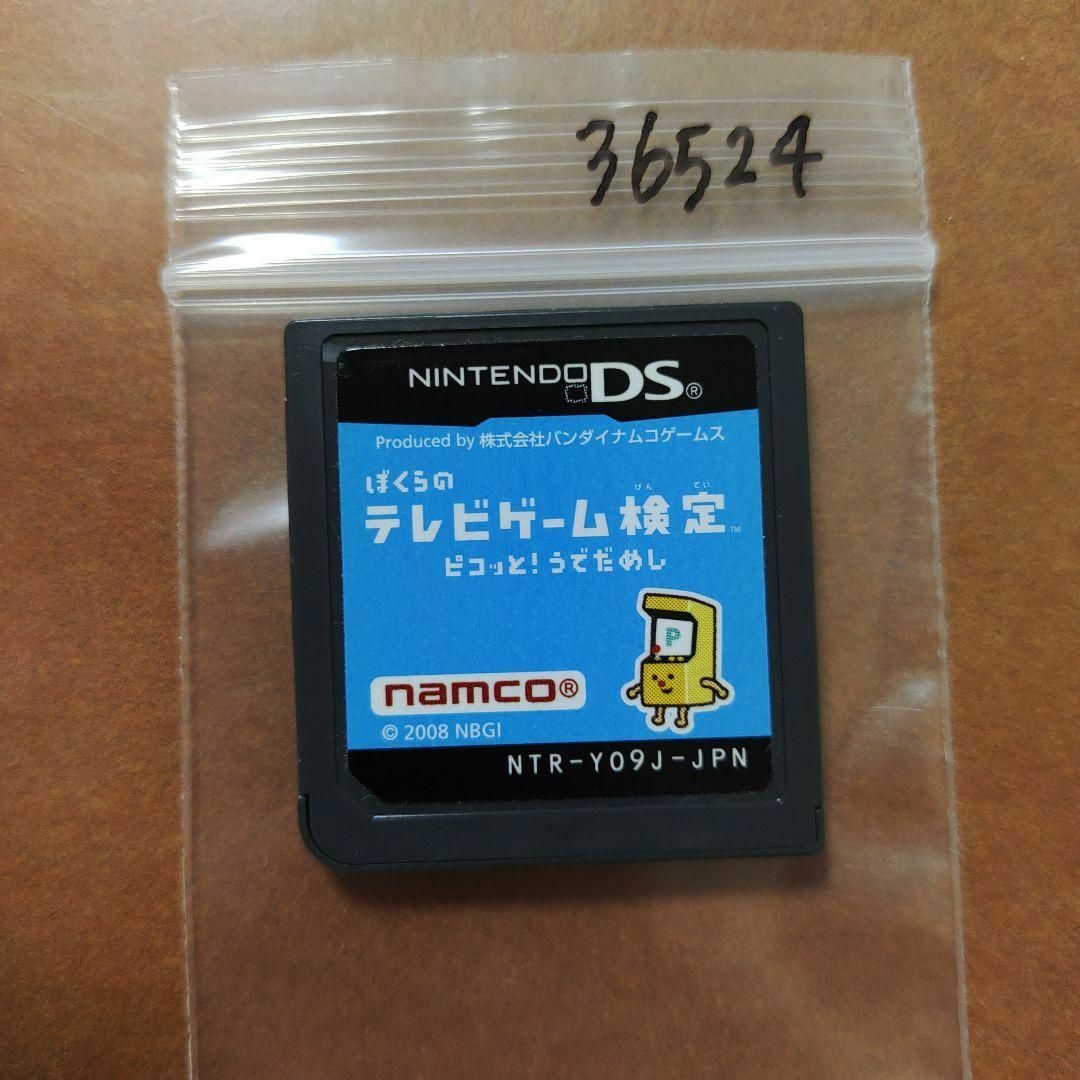 36524
NINTENDO DS®
Produced by 株式会社バンダイナムコゲームス
ぼくらの
けん てい
テレビゲーム検定™
ピコッと!うでだめし
P
namco®
© 2008 NBGI
NTR-Y09J-JPN